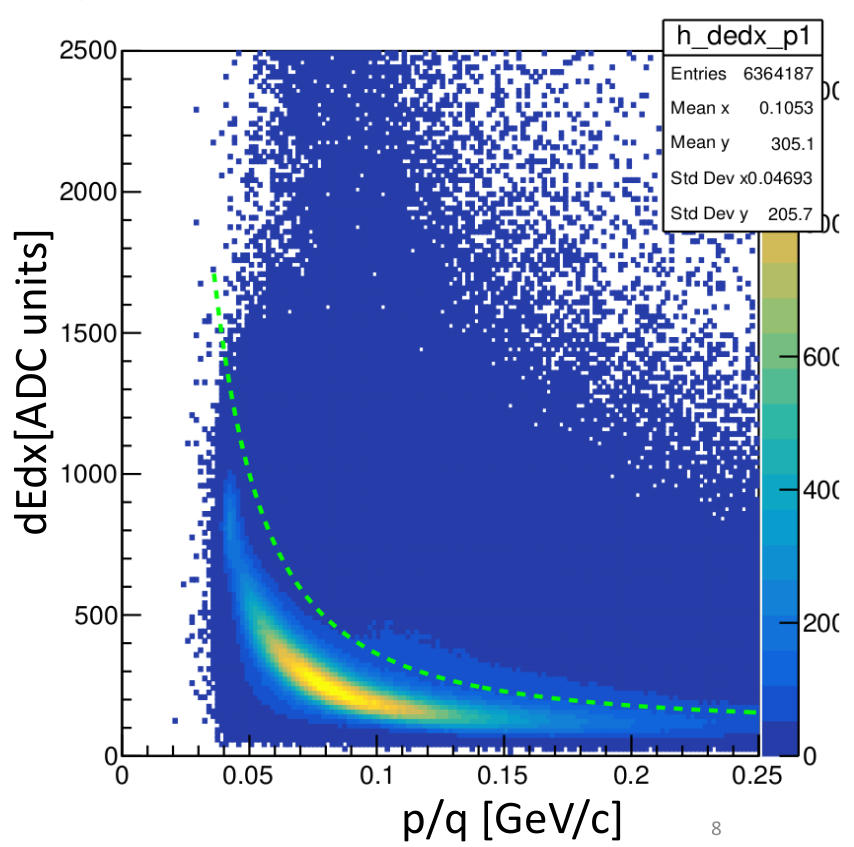 h_dedx_p1
Entries 6364187
Mean x 0.1053
Mean y 305.1
Std Dev x 0.04693
Std Dev y 205.7
2500
2000
1500
1000
500
0
dEdx[ADC units]
0 0.05 0.1 0.15 0.2 0.25
p/q [GeV/c]
600
400
200
0
8